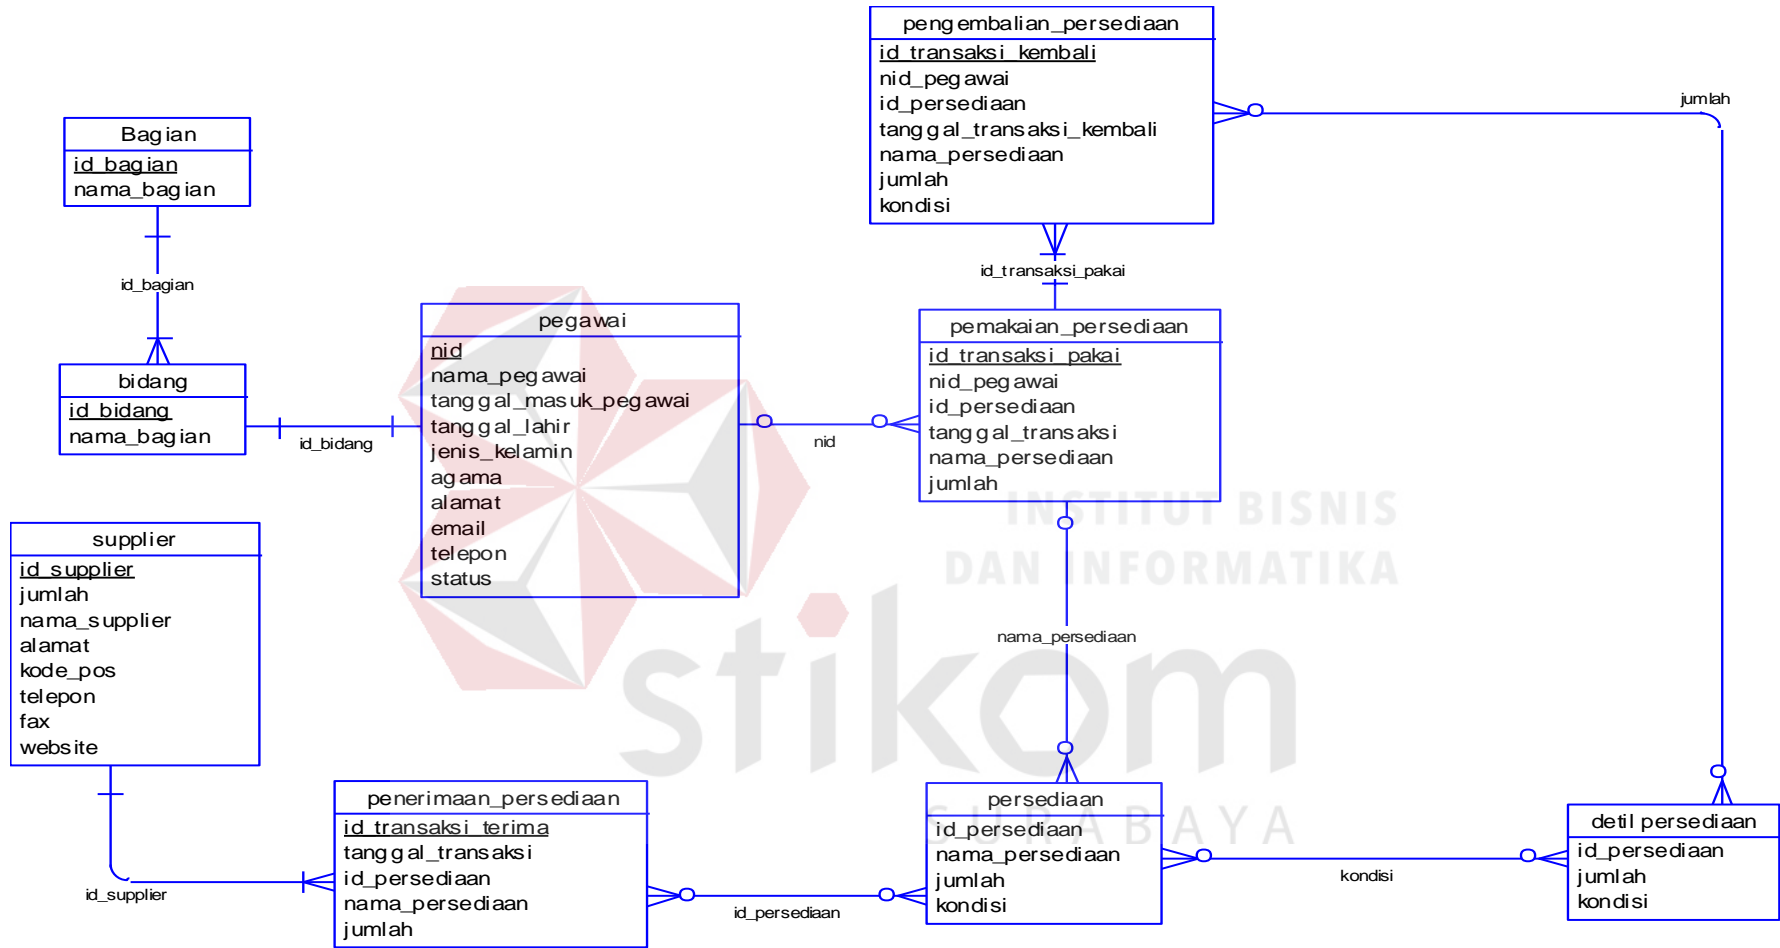 pengembalian_persediaan
id_transaksi_kembali
nid_pegawai
id_persediaan
tanggal_transaksi_kembali
nama_persediaan
jumlah
kondisi
jumlah
Bagian
id_bagian
nama_bagian
id_bagian
id_transaksi_pakai
bidang
id_bidang
nama_bagian
id_bidang
pegawai
nid
nama_pegawai
tanggal_masuk_pegawai
tanggal_lahir
jenis_kelamin
agama
alamat
email
telepon
status
nid
pemakaian_persediaan
id_transaksi_pakai
nid_pegawai
id_persediaan
tanggal_transaksi
nama_persediaan
jumlah
INSTITUT BISNIS
DAN INFORMATIKA
stikom
SURABAYA
nama_persediaan
supplier
id_supplier
jumlah
nama_supplier
alamat
kode_pos
telepon
fax
website
id_supplier
penerimaan_persediaan
id_transaksi_terima
tanggal_transaksi
id_persediaan
nama_persediaan
jumlah
id_persediaan
persediaan
id_persediaan
nama_persediaan
jumlah
kondisi
kondisi
detil persediaan
id_persediaan
jumlah
kondisi